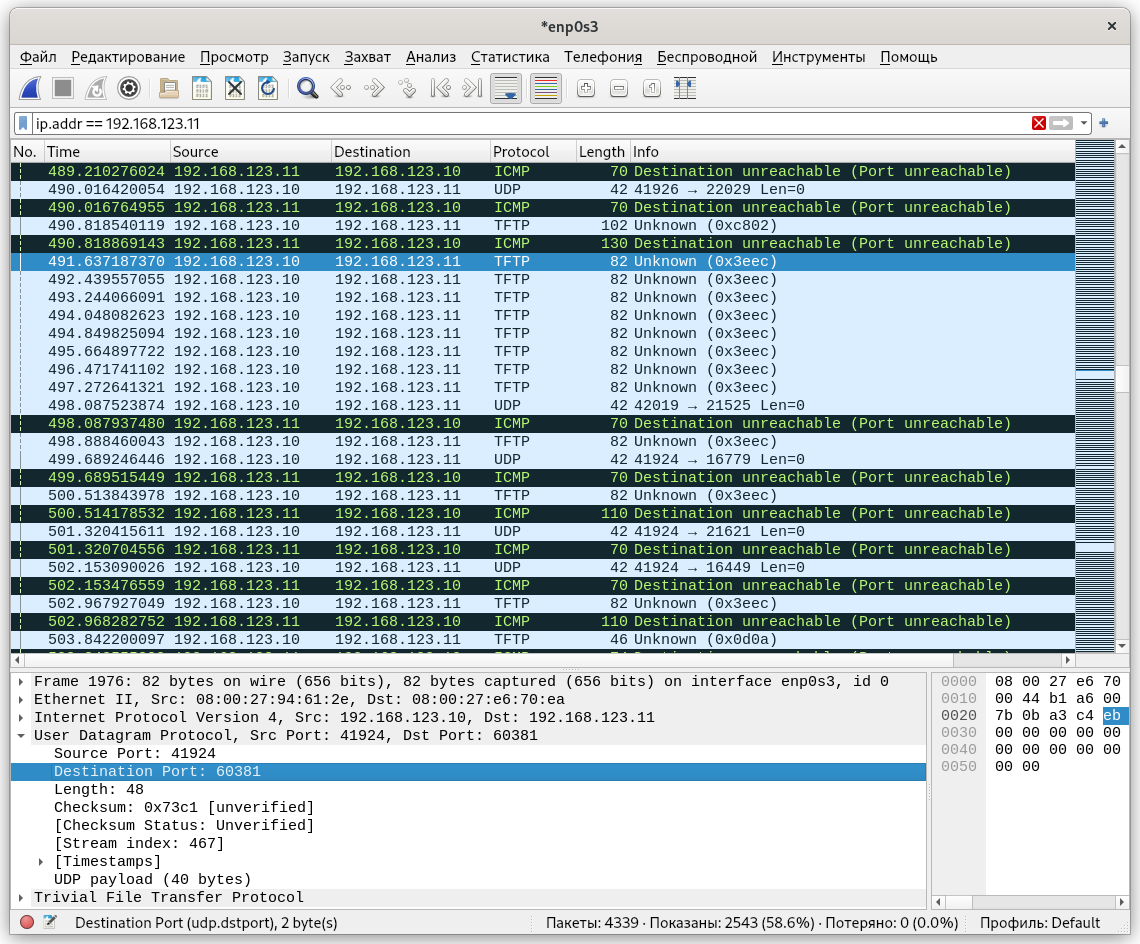 *enp0s3
Файл Редактирование Просмотр Запуск Захват Анализ Статистика Телефония Беспроводной Инструменты Помощь
ip.addr == 192.168.123.11
No. Time Source Destination Protocol Length Info
489.210276024 192.168.123.11 192.168.123.10 ICMP 70 Destination unreachable (Port unreachable)
490.016420054 192.168.123.10 192.168.123.11 UDP 42 41926 → 22029 Len=0
490.016764955 192.168.123.11 192.168.123.10 ICMP 70 Destination unreachable (Port unreachable)
490.818540119 192.168.123.10 192.168.123.11 TFTP 102 Unknown (0xc802)
490.818869143 192.168.123.11 192.168.123.10 ICMP 130 Destination unreachable (Port unreachable)
491.637187370 192.168.123.10 192.168.123.11 TFTP 82 Unknown (0x3eec)
492.439557055 192.168.123.10 192.168.123.11 TFTP 82 Unknown (0x3eec)
493.244066091 192.168.123.10 192.168.123.11 TFTP 82 Unknown (0x3eec)
494.048082623 192.168.123.10 192.168.123.11 TFTP 82 Unknown (0x3eec)
494.849825094 192.168.123.10 192.168.123.11 TFTP 82 Unknown (0x3eec)
495.664897722 192.168.123.10 192.168.123.11 TFTP 82 Unknown (0x3eec)
496.471741102 192.168.123.10 192.168.123.11 TFTP 82 Unknown (0x3eec)
497.272641321 192.168.123.10 192.168.123.11 TFTP 82 Unknown (0x3eec)
498.087523874 192.168.123.10 192.168.123.11 UDP 42 42019 → 21525 Len=0
498.087937480 192.168.123.11 192.168.123.10 ICMP 70 Destination unreachable (Port unreachable)
498.888460043 192.168.123.10 192.168.123.11 TFTP 82 Unknown (0x3eec)
499.689246446 192.168.123.10 192.168.123.11 UDP 42 41924 → 16779 Len=0
499.689515449 192.168.123.11 192.168.123.10 ICMP 70 Destination unreachable (Port unreachable)
500.513843978 192.168.123.10 192.168.123.11 TFTP 82 Unknown (0x3eec)
500.514178532 192.168.123.11 192.168.123.10 ICMP 110 Destination unreachable (Port unreachable)
501.320415611 192.168.123.10 192.168.123.11 UDP 42 41924 → 21621 Len=0
501.320704556 192.168.123.11 192.168.123.10 ICMP 70 Destination unreachable (Port unreachable)
502.153090026 192.168.123.10 192.168.123.11 UDP 42 41924 → 16449 Len=0
502.153476559 192.168.123.11 192.168.123.10 ICMP 70 Destination unreachable (Port unreachable)
502.967927049 192.168.123.10 192.168.123.11 TFTP 82 Unknown (0x3eec)
502.968282752 192.168.123.11 192.168.123.10 ICMP 110 Destination unreachable (Port unreachable)
503.842200097 192.168.123.10 192.168.123.11 TFTP 46 Unknown (0x0d0a)
Frame 1976: 82 bytes on wire (656 bits), 82 bytes captured (656 bits) on interface enp0s3, id 0
Ethernet II, Src: 08:00:27:94:61:2e, Dst: 08:00:27:e6:70:ea
Internet Protocol Version 4, Src: 192.168.123.10, Dst: 192.168.123.11
User Datagram Protocol, Src Port: 41924, Dst Port: 60381
Source Port: 41924
Destination Port: 60381
Length: 48
Checksum: 0x73c1 [unverified]
[Checksum Status: Unverified]
[Stream index: 467]
[Timestamps]
UDP payload (40 bytes)
Trivial File Transfer Protocol
0000 08 00 27 e6 70
0010 00 44 b1 a6 00
0020 7b 0b a3 c4 eb
0030 00 00 00 00 00
0040 00 00 00 00 00
0050 00 00
Destination Port (udp.dstport), 2 byte(s)
Пакеты: 4339 · Показаны: 2543 (58.6%) · Потеряно: 0 (0.0%)
Профиль: Default